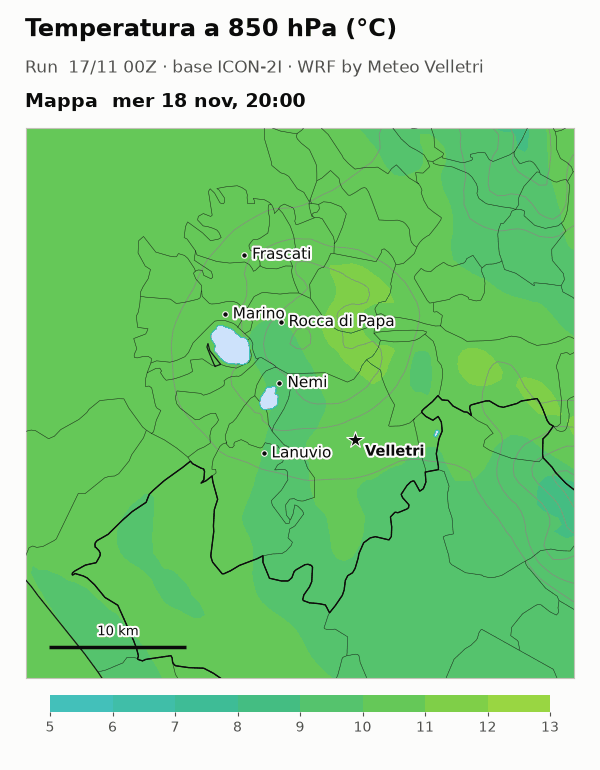 Temperatura a 850 hPa (°C)
Run  17/11 00Z · base ICON-2I · WRF by Meteo Velletri
Mappa  mer 18 nov, 20:00
Frascati
Marino
Rocca di Papa
Nemi
Velletri
Lanuvio
10 km
5 6 7 8 9 10 11 12 13